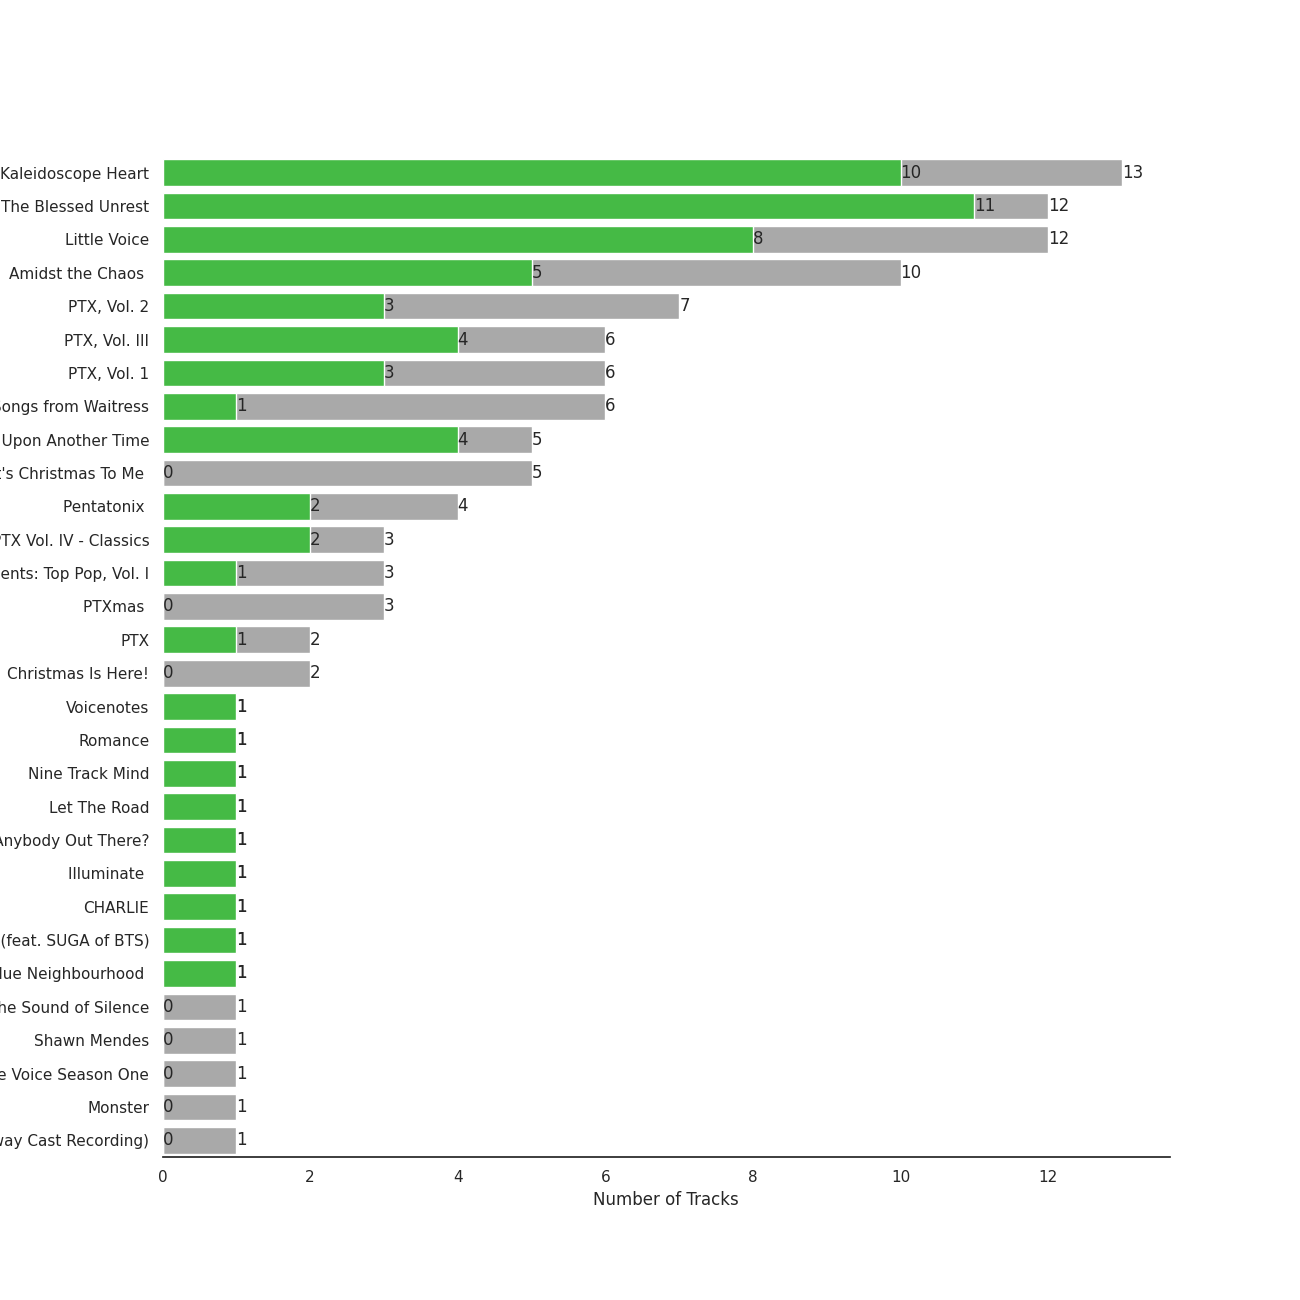 Kaleidoscope Heart 10 13
The Blessed Unrest 11 12
Little Voice 8 12
Amidst the Chaos 5 10
PTX, Vol. 2 3 7
PTX, Vol. III 4 6
PTX, Vol. 1 3 6
Songs from Waitress 1 6
Upon Another Time 4 5
t's Christmas To Me 0 5
Pentatonix 2 4
PTX Vol. IV - Classics 2 3
ents: Top Pop, Vol. I 1 3
PTXmas 0 3
PTX 1 2
Christmas Is Here! 0 2
Voicenotes 1
Romance 1
Nine Track Mind 1
Let The Road 1
Anybody Out There? 1
Illuminate 1
CHARLIE 1
(feat. SUGA of BTS) 1
lue Neighbourhood 1
he Sound of Silence 0 1
Shawn Mendes 0 1
e Voice Season One 0 1
Monster 0 1
way Cast Recording) 0 1
0 2 4 6 8 10 12
Number of Tracks